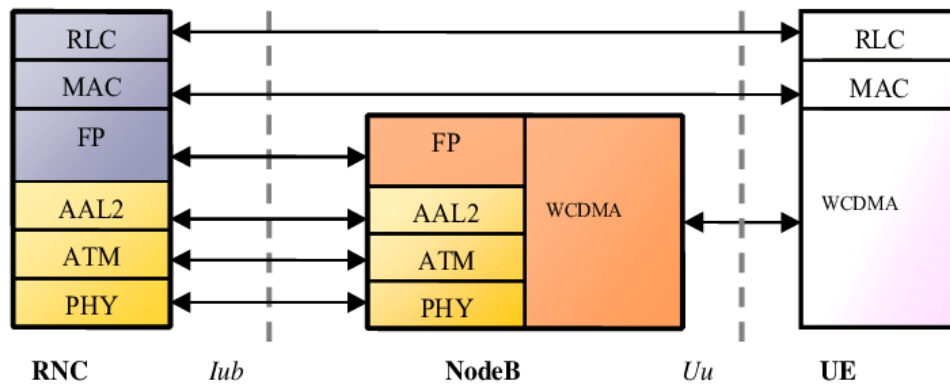 RLC
MAC
FP
AAL2
ATM
PHY
FP
AAL2
ATM
PHY
WCDMA
RLC
MAC
WCDMA
RNC Iub NodeB Uu UE